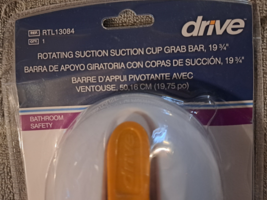 RTL13084
drive
1
ROTATING SUCTION SUCTION CUP GRAB BAR, 19 ¾"
BARRA DE APOYO GIRATORIA CON COPAS DE SUCCIÓN, 19 ¾"
BARRE D'APPUI PIVOTANTE AVEC
VENTOUSE, 50,16 CM (19,75 po)
BATHROOM
SAFETY
drive